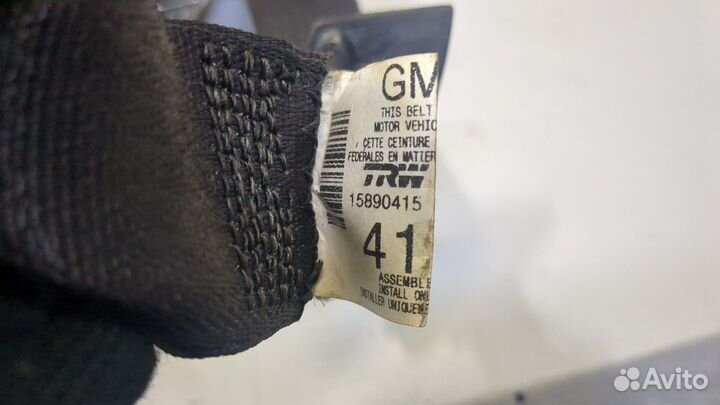 GM
THIS BELT
MOTOR VEHIC
CETTE CEINTURE
FEDERALES EN MATIER
TRW
15890415
41
ASSEMBLE
INSTALL ONL
INSTALLER UNIQUEME
Avito